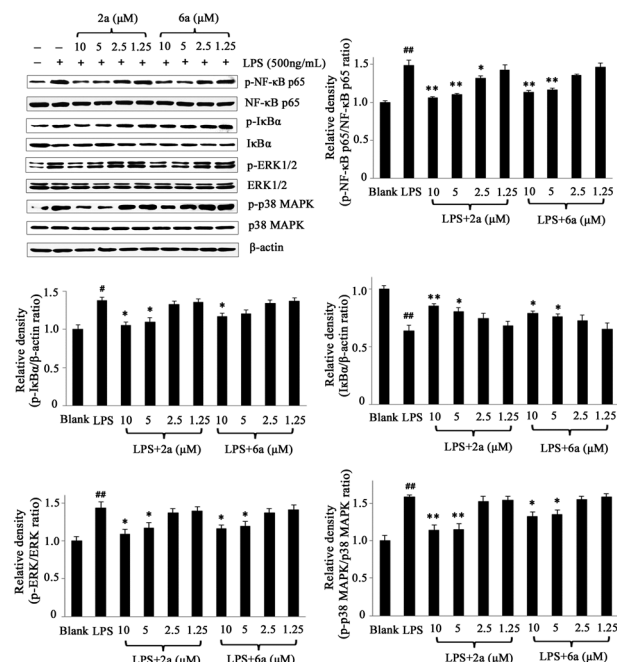 2a (μM) 6a (μM)
– – 10 5 2.5 1.25 10 5 2.5 1.25
– + + + + + + + + + LPS (500ng/mL)
p-NF-κB p65
NF-κB p65
p-IκBα
IκBα
p-ERK1/2
ERK1/2
p-p38 MAPK
p38 MAPK
β-actin
Relative density
(p-NF-κB p65/NF-κB p65 ratio)
2.0
1.5
1.0
0.5
0
## ** ** * ** **
Blank LPS 10 5 2.5 1.25 10 5 2.5 1.25
LPS+2a (μM) LPS+6a (μM)
Relative density
(p-IκBα/β-actin ratio)
1.5
1.0
0.5
0
# * * *
Blank LPS 10 5 2.5 1.25 10 5 2.5 1.25
LPS+2a (μM) LPS+6a (μM)
Relative density
(IκBα/β-actin ratio)
1.0
0.5
0
## ** * * *
Blank LPS 10 5 2.5 1.25 10 5 2.5 1.25
LPS+2a (μM) LPS+6a (μM)
Relative density
(p-ERK/ERK ratio)
1.5
1.0
0.5
0
## * * * *
Blank LPS 10 5 2.5 1.25 10 5 2.5 1.25
LPS+2a (μM) LPS+6a (μM)
Relative density
(p-p38 MAPK/p38 MAPK ratio)
1.5
1.0
0.5
0
## ** ** * *
Blank LPS 10 5 2.5 1.25 10 5 2.5 1.25
LPS+2a (μM) LPS+6a (μM)